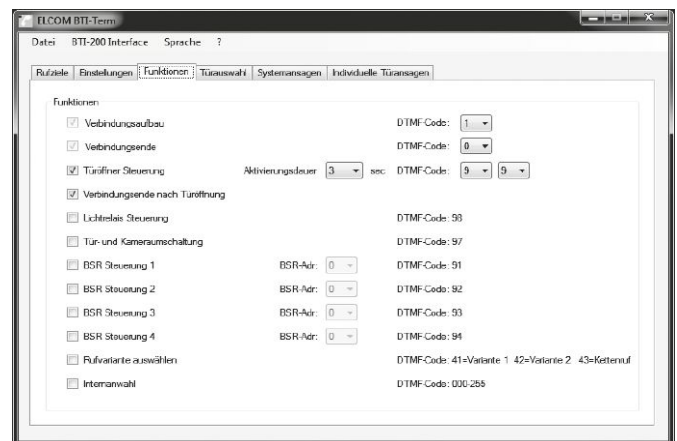 ELCOM BTI-Term
Datei BTI-200 Interface Sprache ?
Rufziele Einstellungen Funktionen Türauswahl Systemansagen Individuelle Türansagen
Funktionen
Verbindungsaufbau DTMF-Code: 1
Verbindungsende DTMF-Code: 0
Türöffner Steuerung Aktivierungsdauer 3 sec DTMF-Code: 9 9
Verbindungsende nach Türöffnung
Lichtrelais Steuerung DTMF-Code: 98
Tür- und Kameraumschaltung DTMF-Code: 97
BSR Steuerung 1 BSR-Adr: 0 DTMF-Code: 91
BSR Steuerung 2 BSR-Adr: 0 DTMF-Code: 92
BSR Steuerung 3 BSR-Adr: 0 DTMF-Code: 93
BSR Steuerung 4 BSR-Adr: 0 DTMF-Code: 94
Rufvariante auswählen DTMF-Code: 41=Variante 1 42=Variante 2 43=Kettenruf
Internanwahl DTMF-Code: 000-255